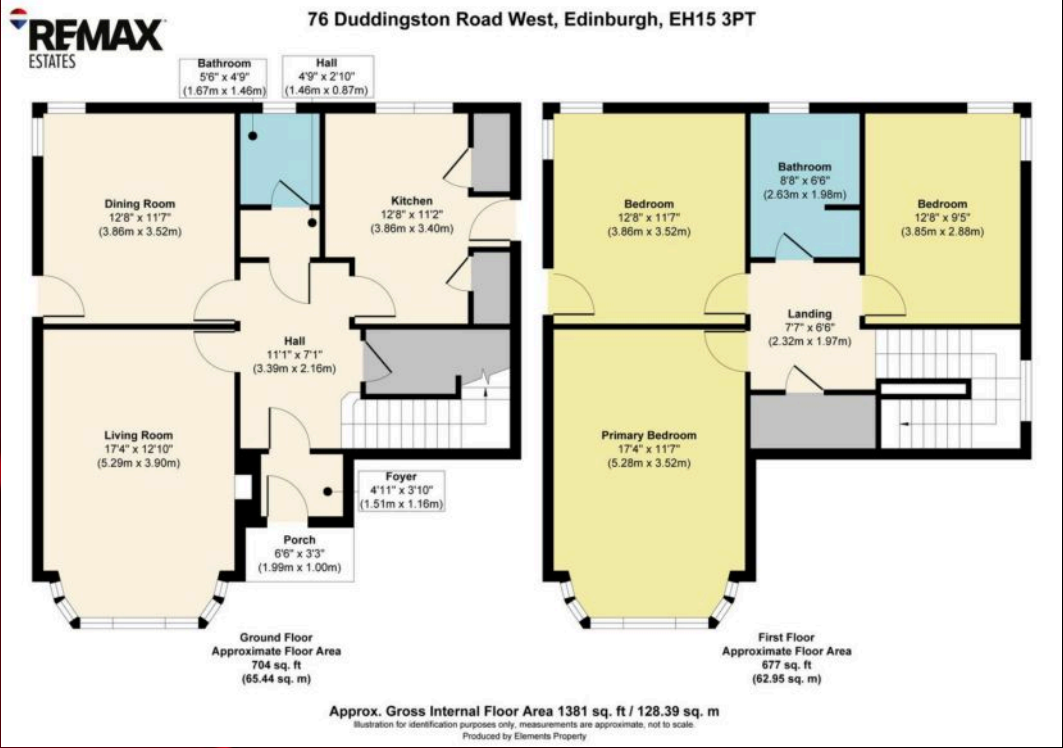 76 Duddingston Road West, Edinburgh, EH15 3PT
REMAX
ESTATES
Bathroom
5'6" x 4'9"
(1.67m x 1.46m)
Hall
4'9" x 2'10"
(1.46m x 0.87m)
Dining Room
12'8" x 11'7"
(3.86m x 3.52m)
Kitchen
12'8" x 11'2"
(3.86m x 3.40m)
Hall
11'1" x 7'1"
(3.39m x 2.16m)
Living Room
17'4" x 12'10"
(5.29m x 3.90m)
Foyer
4'11" x 3'10"
(1.51m x 1.16m)
Porch
6'6" x 3'3"
(1.99m x 1.00m)
Ground Floor
Approximate Floor Area
704 sq. ft
(65.44 sq. m)
Bedroom
12'8" x 11'7"
(3.86m x 3.52m)
Bathroom
8'8" x 6'6"
(2.63m x 1.98m)
Bedroom
12'8" x 9'5"
(3.85m x 2.88m)
Landing
7'7" x 6'6"
(2.32m x 1.97m)
Primary Bedroom
17'4" x 11'7"
(5.28m x 3.52m)
First Floor
Approximate Floor Area
677 sq. ft
(62.95 sq. m)
Approx. Gross Internal Floor Area 1381 sq. ft / 128.39 sq. m
Illustration for identification purposes only, measurements are approximate, not to scale.
Produced by Elements Property